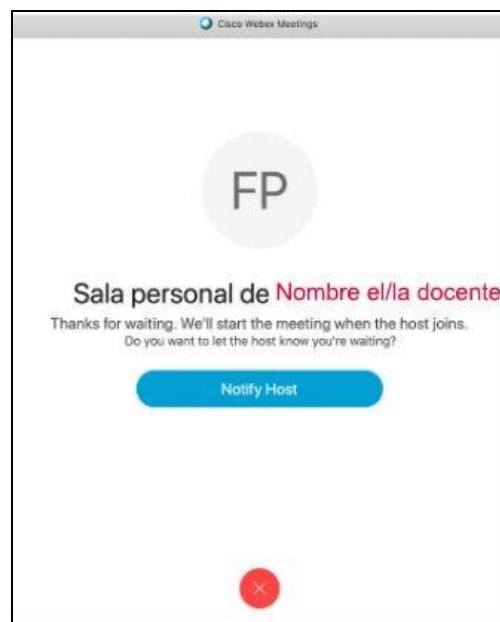 Cisco Webex Meetings
FP
Sala personal de Nombre el/la docente
Thanks for waiting. We'll start the meeting when the host joins.
Do you want to let the host know you're waiting?
Notify Host